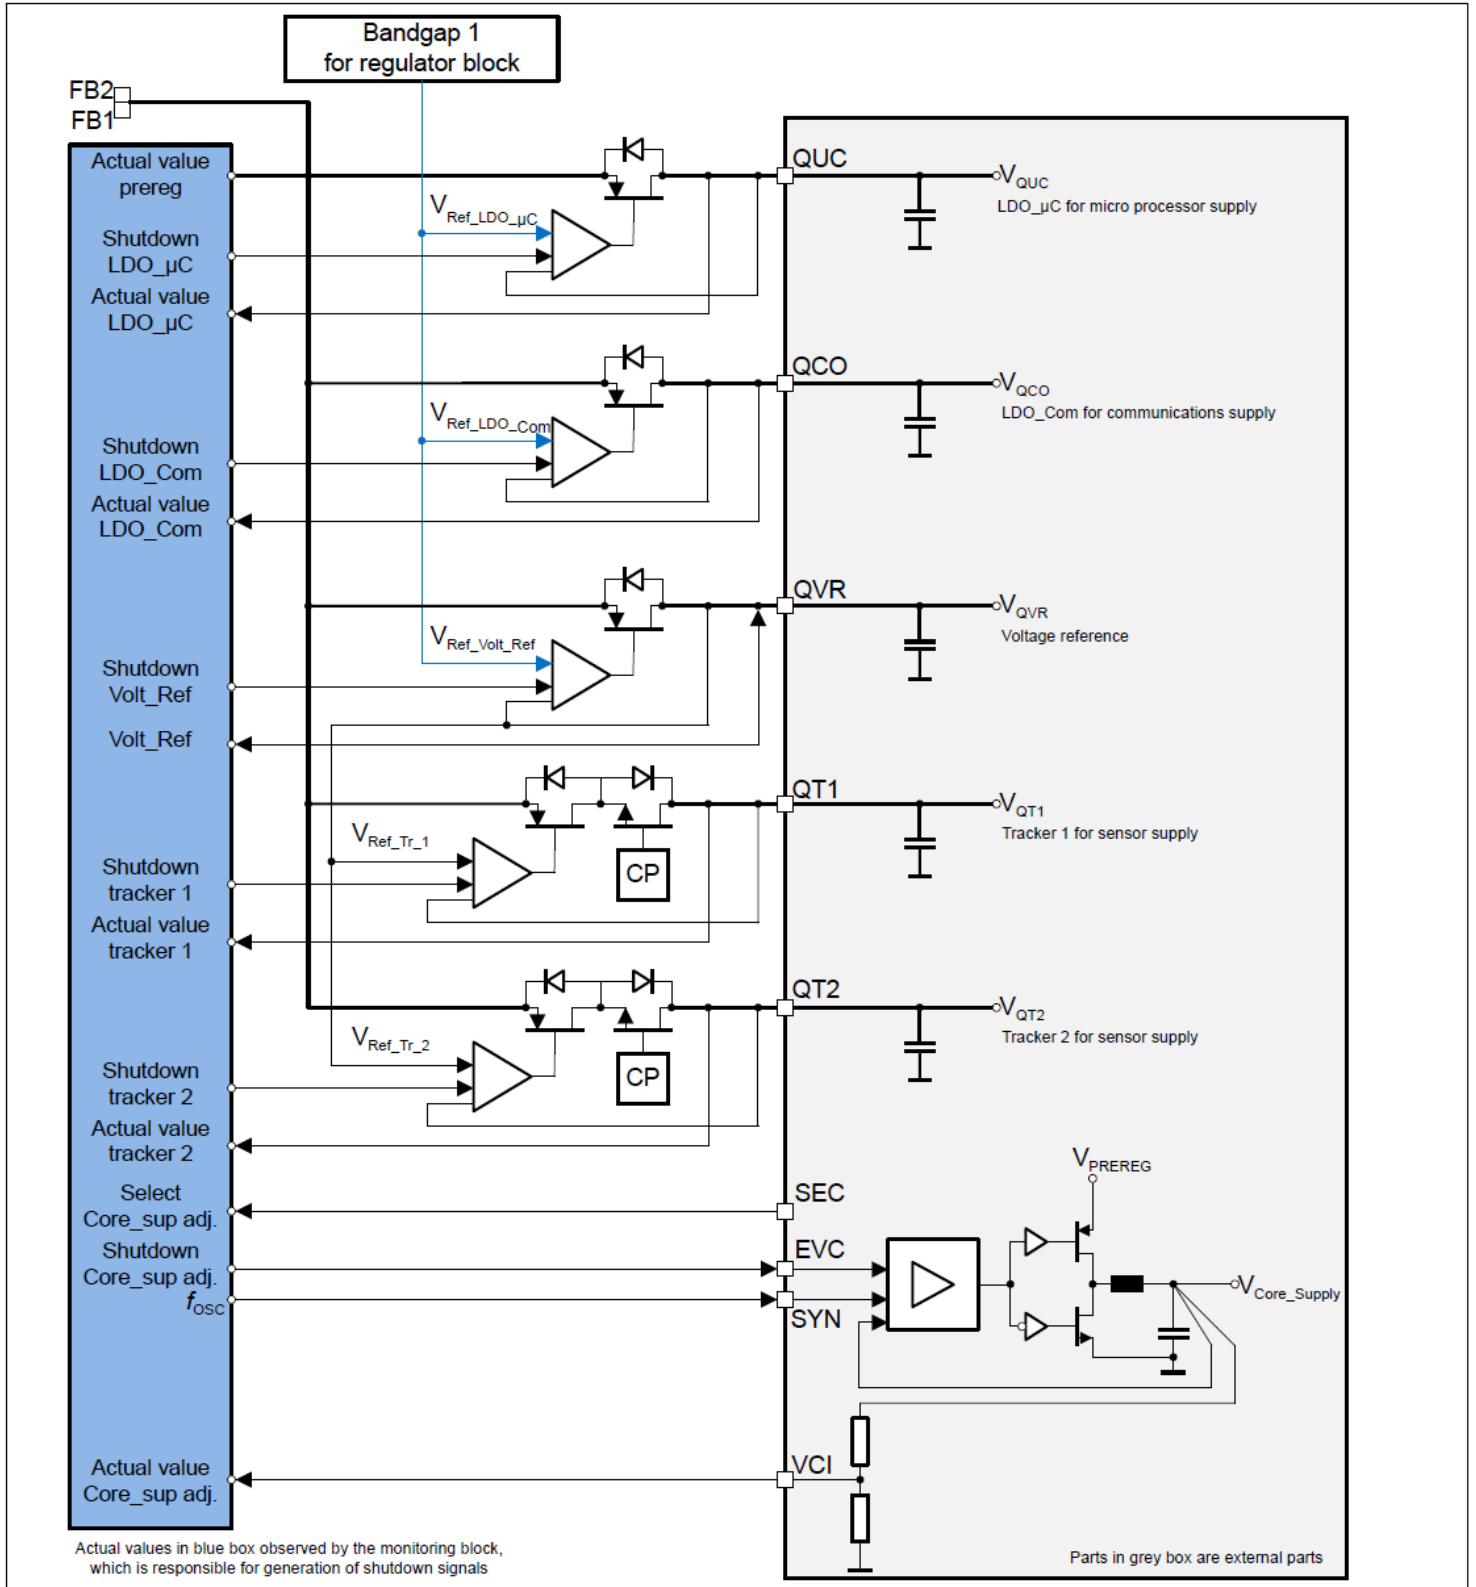 Bandgap 1
for regulator block
FB2
FB1
Actual value
prereg
Shutdown
LDO_µC
Actual value
LDO_µC
Shutdown
LDO_Com
Actual value
LDO_Com
Shutdown
Volt_Ref
Volt_Ref
Shutdown
tracker 1
Actual value
tracker 1
Shutdown
tracker 2
Actual value
tracker 2
Select
Core_sup adj.
Shutdown
Core_sup adj.
fOSC
Actual value
Core_sup adj.
VRef_LDO_µC
VRef_LDO_Com
VRef_Volt_Ref
VRef_Tr_1
CP
VRef_Tr_2
CP
QUC
VQUC
LDO_µC for micro processor supply
QCO
VQCO
LDO_Com for communications supply
QVR
VQVR
Voltage reference
QT1
VQT1
Tracker 1 for sensor supply
QT2
VQT2
Tracker 2 for sensor supply
VPREREG
SEC
EVC
SYN
VCore_Supply
VCI
Actual values in blue box observed by the monitoring block,
which is responsible for generation of shutdown signals
Parts in grey box are external parts